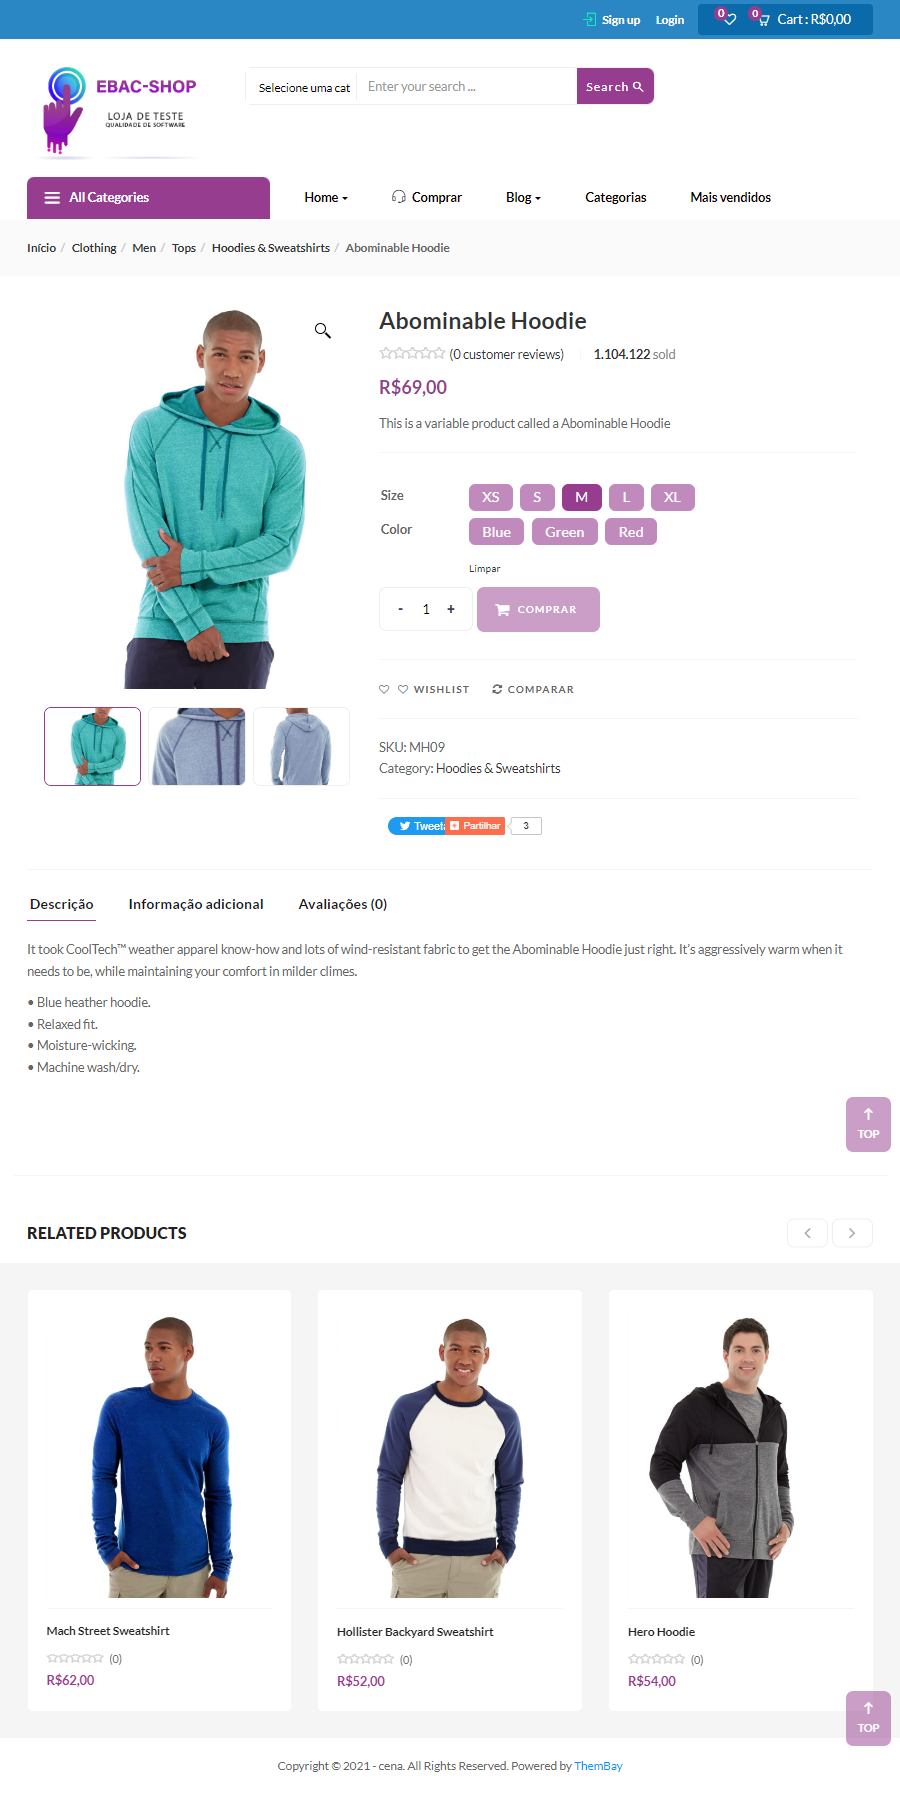 Sign up Login 0 0 Cart : R$0,00
EBAC-SHOP
LOJA DE TESTE
QUALIDADE DE SOFTWARE
Selecione uma cat Enter your search ... Search
All Categories Home Comprar Blog Categorias Mais vendidos
Início / Clothing / Men / Tops / Hoodies & Sweatshirts / Abominable Hoodie
Abominable Hoodie
(0 customer reviews) 1.104.122 sold
R$69,00
This is a variable product called a Abominable Hoodie
Size XS S M L XL
Color Blue Green Red
Limpar
- 1 + COMPRAR
WISHLIST COMPARAR
SKU: MH09
Category: Hoodies & Sweatshirts
Tweeta Partilhar 3
Descrição Informação adicional Avaliações (0)
It took CoolTech™ weather apparel know-how and lots of wind-resistant fabric to get the Abominable Hoodie just right. It's aggressively warm when it
needs to be, while maintaining your comfort in milder climes.
• Blue heather hoodie.
• Relaxed fit.
• Moisture-wicking.
• Machine wash/dry.
TOP
RELATED PRODUCTS
Mach Street Sweatshirt
(0)
R$62,00
Hollister Backyard Sweatshirt
(0)
R$52,00
Hero Hoodie
(0)
R$54,00
TOP
Copyright © 2021 - cena. All Rights Reserved. Powered by ThemBay